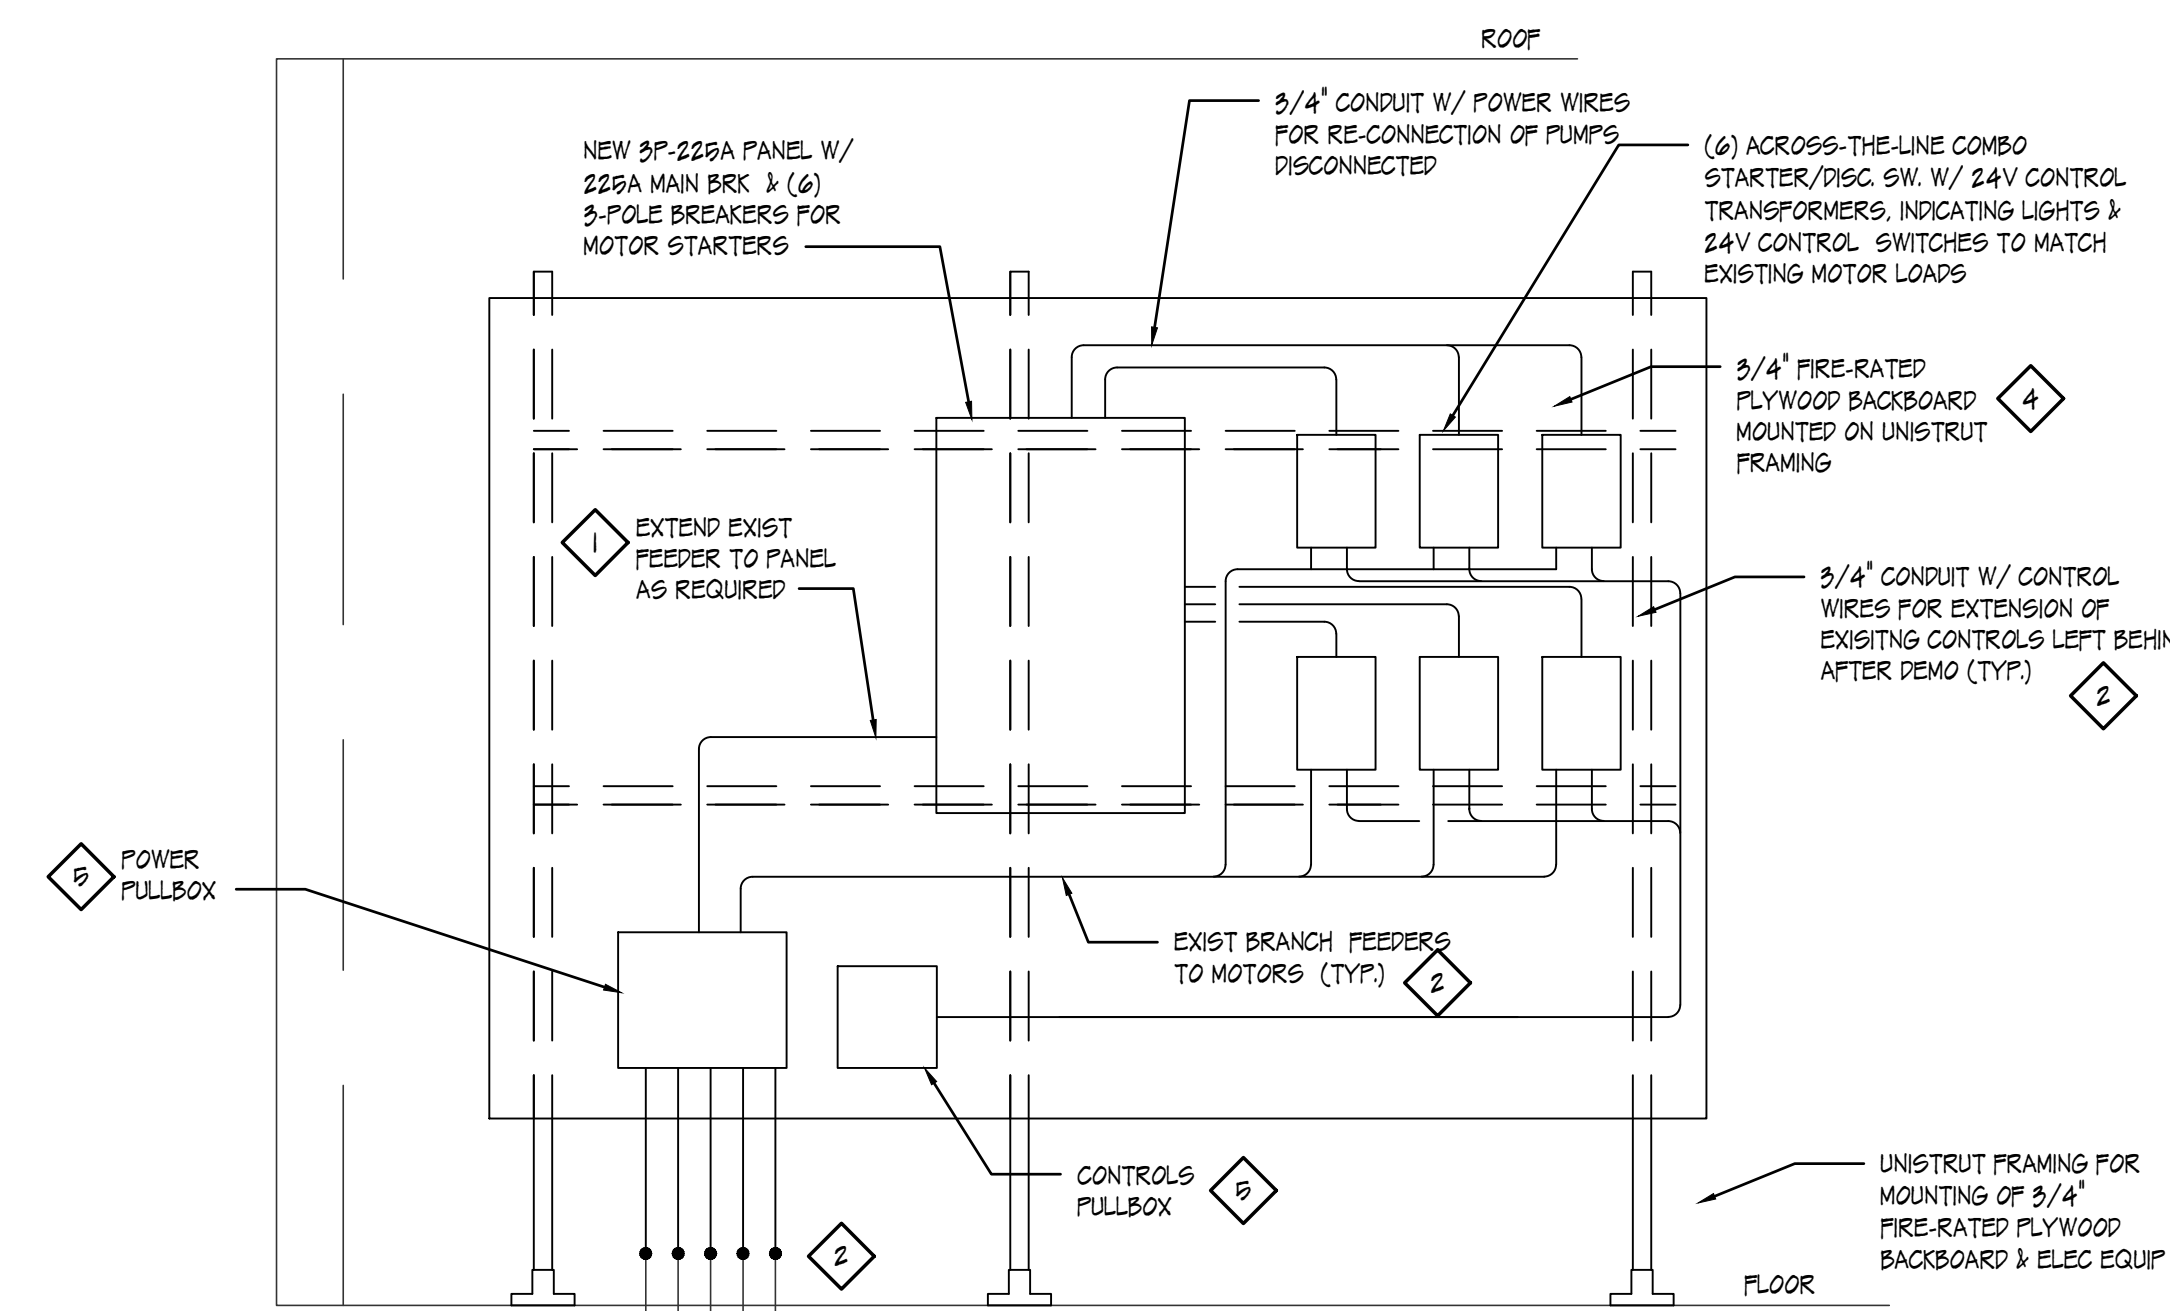 ROOF
3/4" CONDUIT W/ POWER WIRES
FOR RE-CONNECTION OF PUMPS
DISCONNECTED
NEW 3P-225A PANEL W/
225A MAIN BRK & (6)
3-POLE BREAKERS FOR
MOTOR STARTERS
(6) ACROSS-THE-LINE COMBO
STARTER/DISC. SW. W/ 24V CONTROL
TRANSFORMERS, INDICATING LIGHTS &
24V CONTROL SWITCHES TO MATCH
EXISTING MOTOR LOADS
3/4" FIRE-RATED
PLYWOOD BACKBOARD
MOUNTED ON UNISTRUT
FRAMING
4
1
EXTEND EXIST
FEEDER TO PANEL
AS REQUIRED
3/4" CONDUIT W/ CONTROL
WIRES FOR EXTENSION OF
EXISITNG CONTROLS LEFT BEHIN
AFTER DEMO (TYP.)
2
5
POWER
PULLBOX
EXIST BRANCH FEEDERS
TO MOTORS (TYP.)
2
CONTROLS
PULLBOX
5
2
UNISTRUT FRAMING FOR
MOUNTING OF 3/4"
FIRE-RATED PLYWOOD
BACKBOARD & ELEC EQUIP
FLOOR